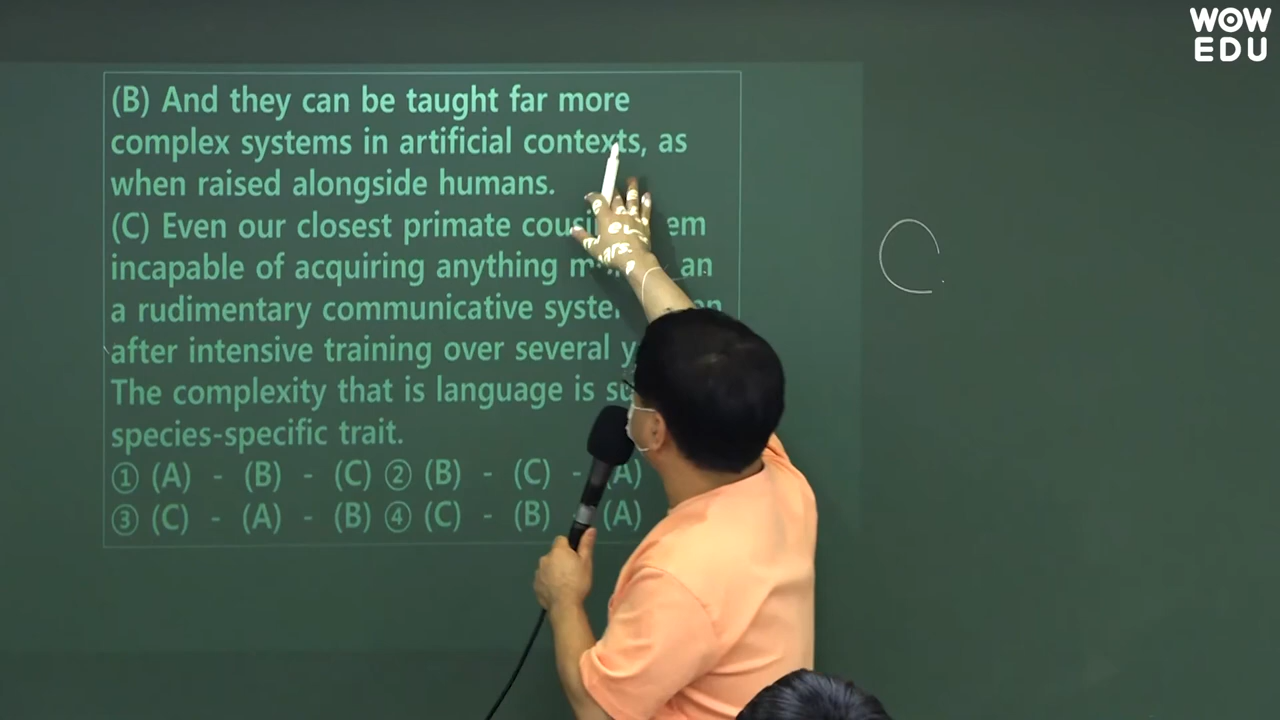 WOW
EDU
(B) And they can be taught far more
complex systems in artificial contexts, as
when raised alongside humans.
(C) Even our closest primate
incapable of acquiring anything
a rudimentary communicative
after intensive training over several
The complexity that is language is
species-specific trait.
① (A) - (B) - (C) ② (B) - (C) - (A)
③ (C) - (A) - (B) ④ (C) - (B) - (A)